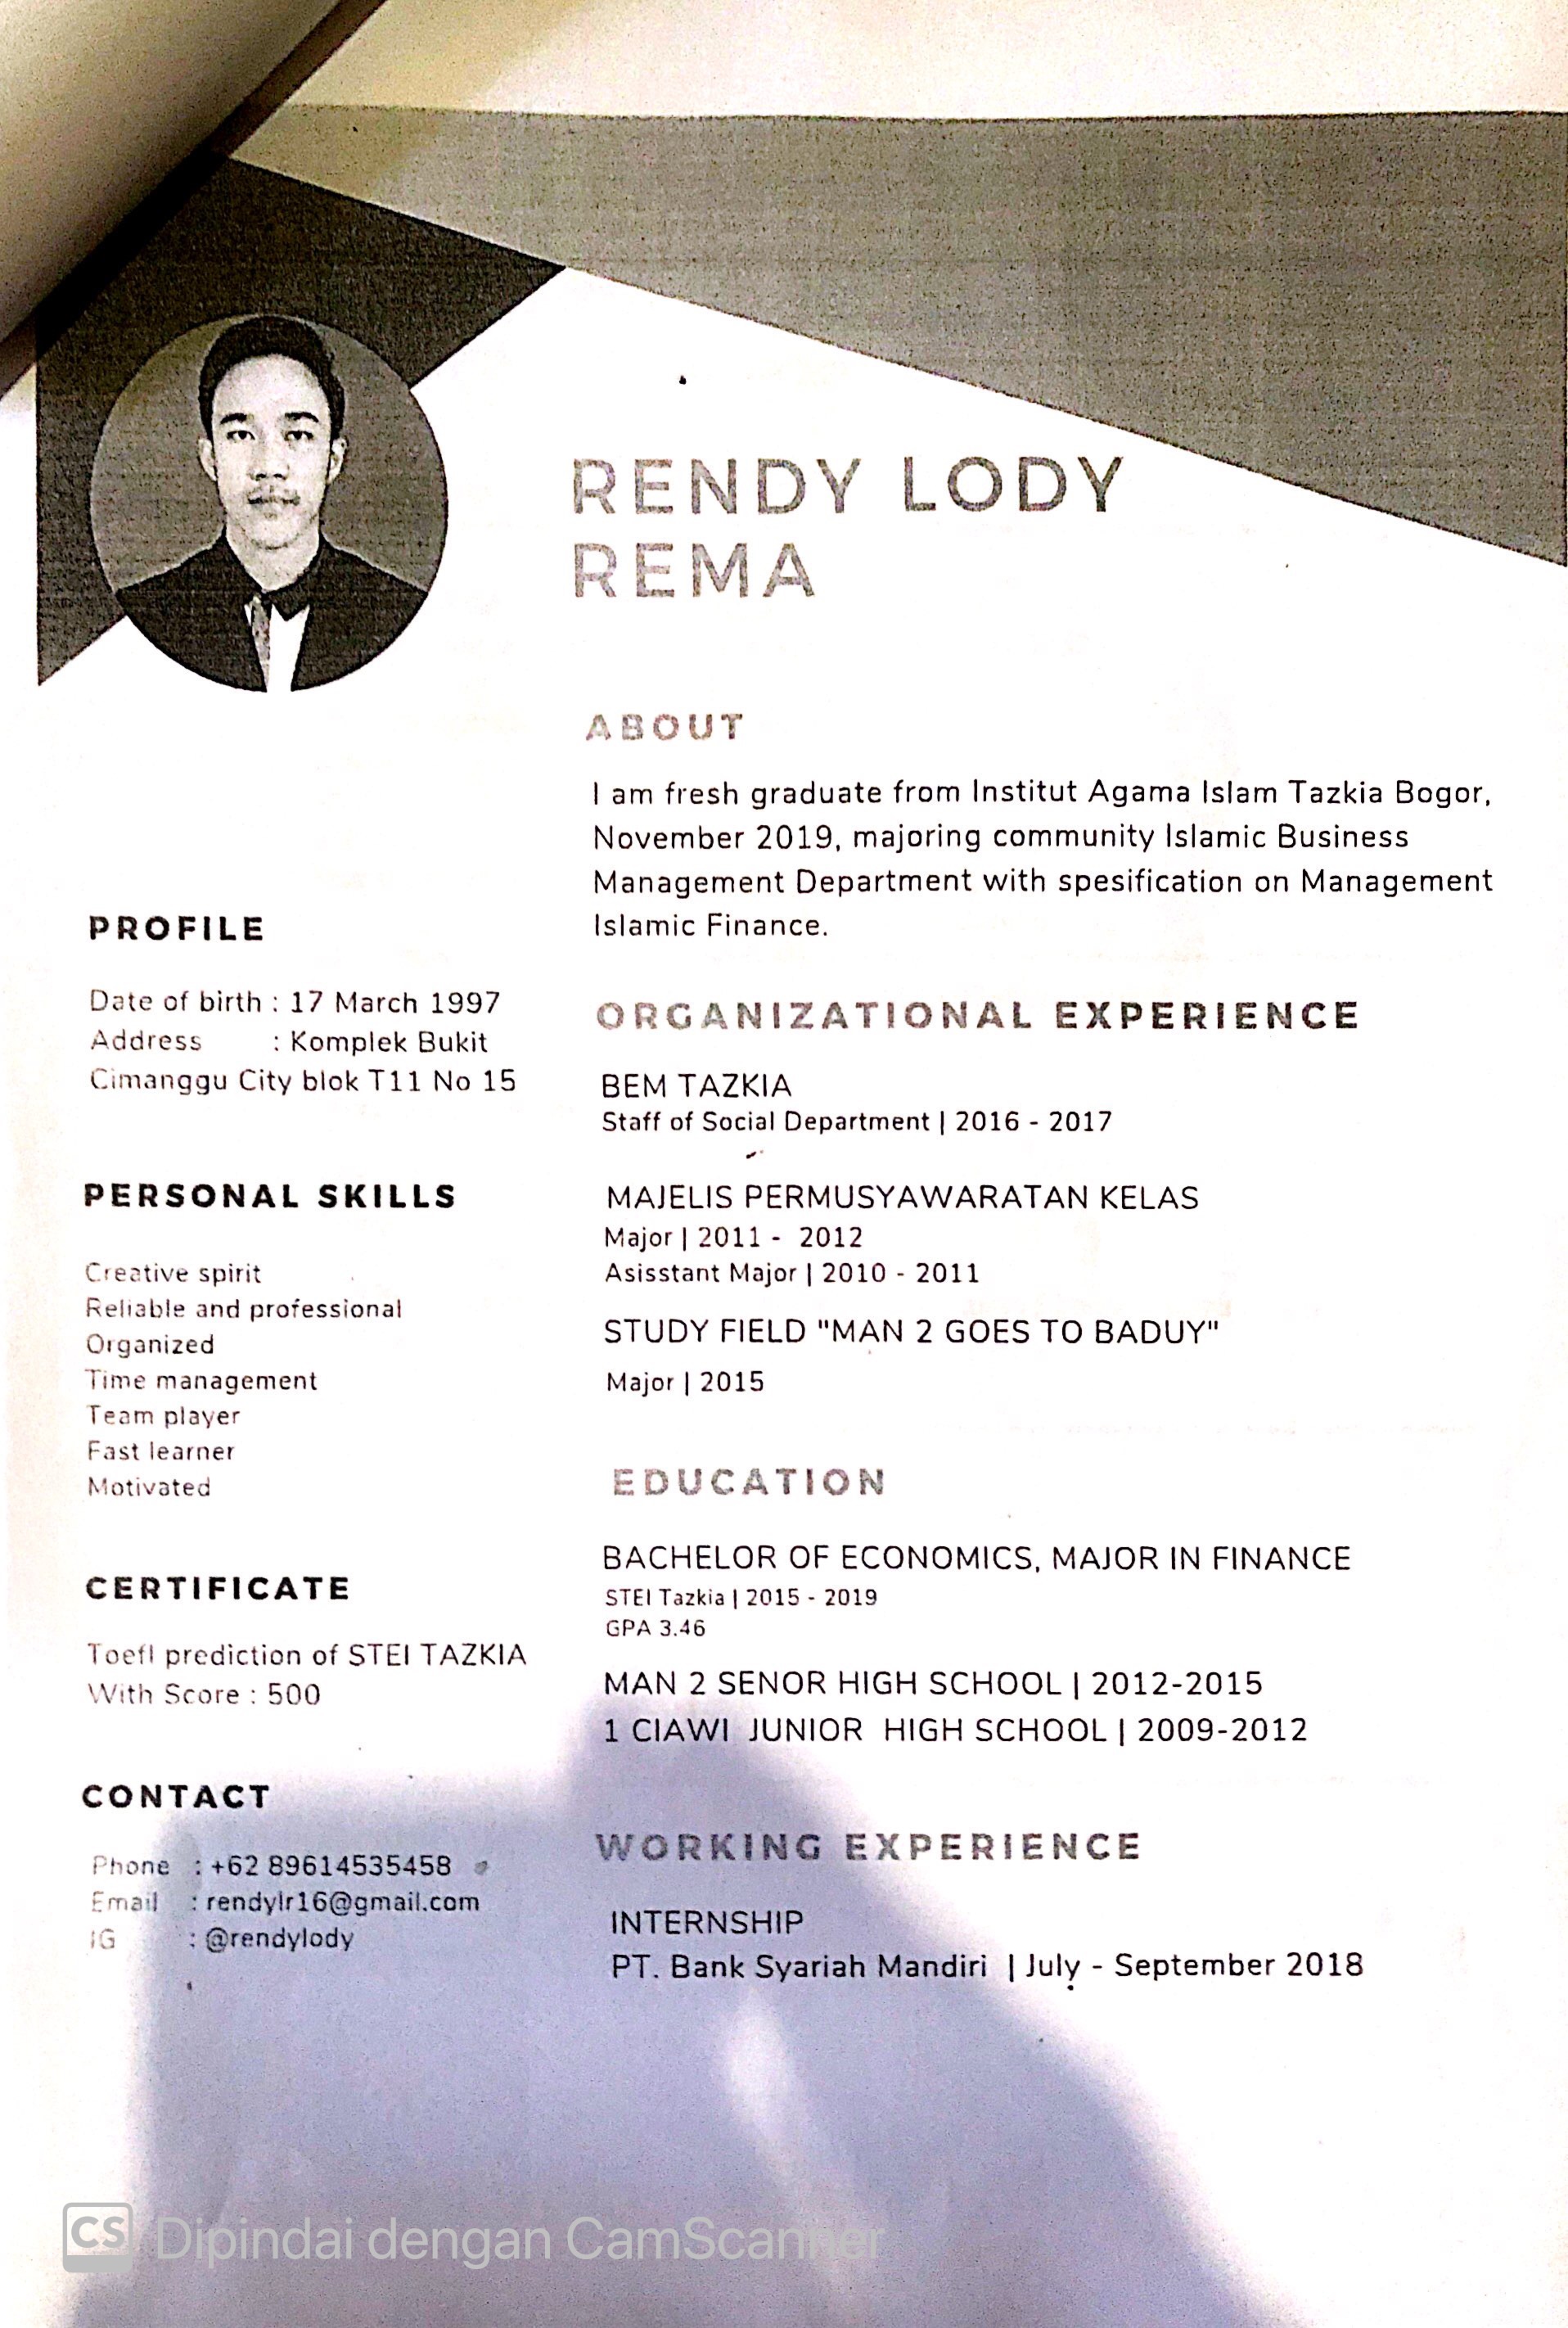 RENDY LODY
REMA
ABOUT
I am fresh graduate from Institut Agama Islam Tazkia Bogor,
November 2019, majoring community Islamic Business
Management Department with spesification on Management
Islamic Finance.
PROFILE
Date of birth : 17 March 1997
Address : Komplek Bukit
Cimanggu City blok T11 No 15
PERSONAL SKILLS
Creative spirit
Reliable and professional
Organized
Time management
Team player
Fast learner
Motivated
CERTIFICATE
Toefl prediction of STEI TAZKIA
With Score : 500
CONTACT
Phone : +62 89614535458
Email : rendylr16@gmail.com
IG : @rendylody
ORGANIZATIONAL EXPERIENCE
BEM TAZKIA
Staff of Social Department | 2016 - 2017
MAJELIS PERMUSYAWARATAN KELAS
Major | 2011 - 2012
Asisstant Major | 2010 - 2011
STUDY FIELD "MAN 2 GOES TO BADUY"
Major | 2015
EDUCATION
BACHELOR OF ECONOMICS, MAJOR IN FINANCE
STEI Tazkia | 2015 - 2019
GPA 3.46
MAN 2 SENOR HIGH SCHOOL | 2012-2015
1 CIAWI JUNIOR HIGH SCHOOL | 2009-2012
WORKING EXPERIENCE
INTERNSHIP
PT. Bank Syariah Mandiri | July - September 2018
CS Dipindai dengan CamScanner